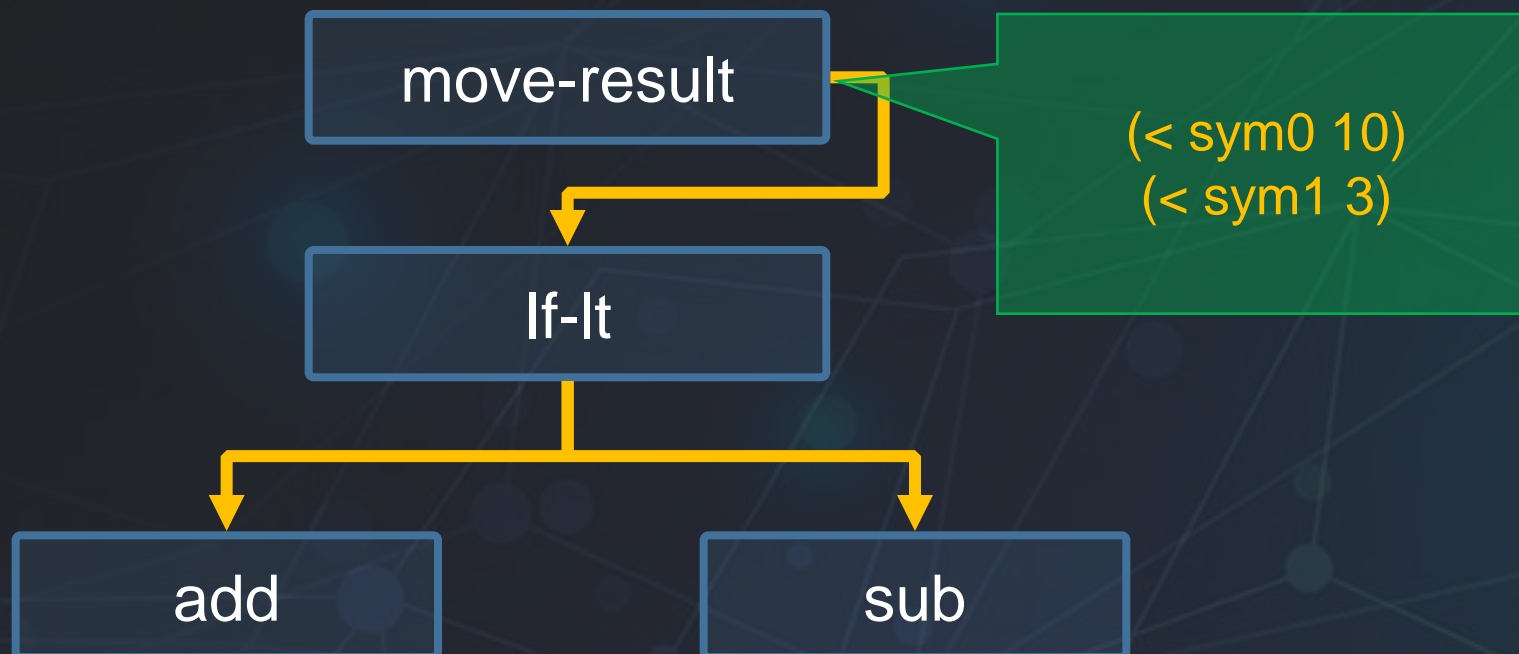 move-result
(< sym0 10)
(< sym1 3)
If-lt
add
sub